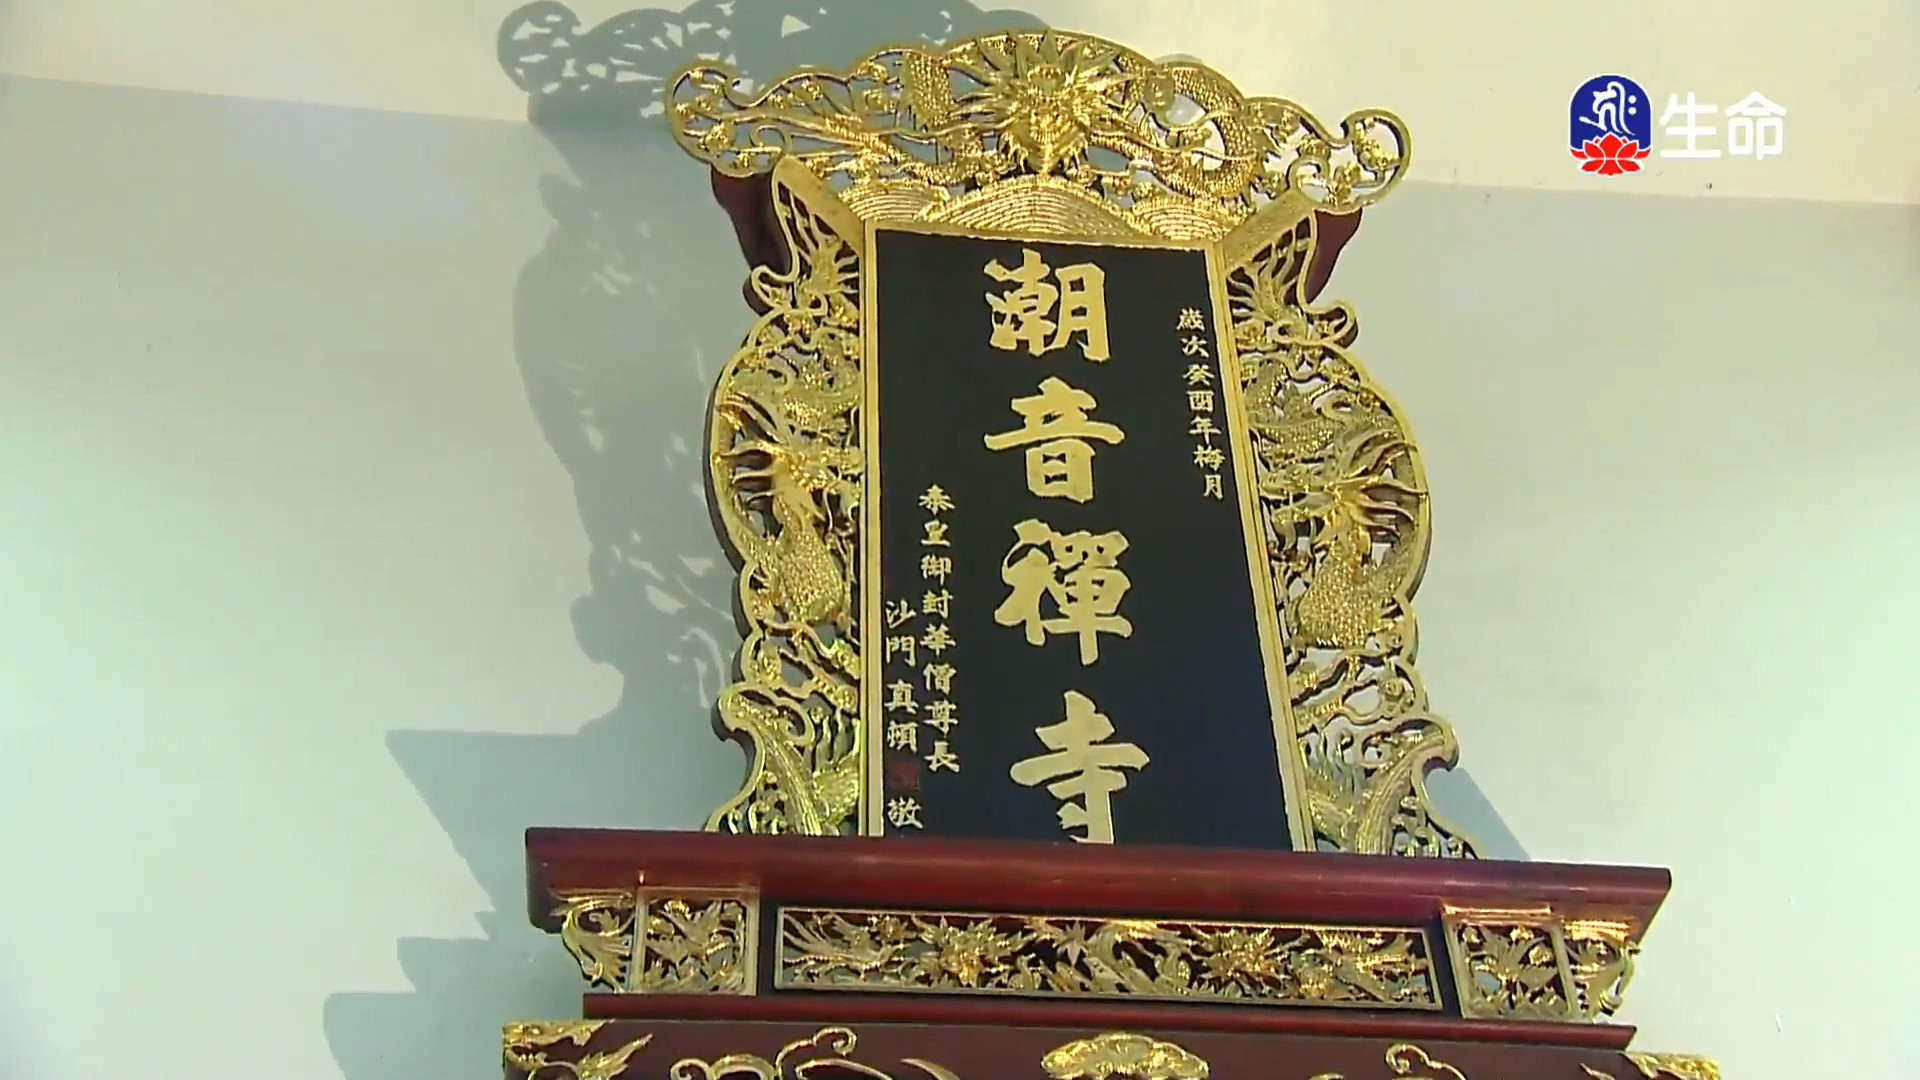 生命
歲次癸酉年梅月
潮音禪寺
泰皇御封華僧尊長
沙門真頓敬